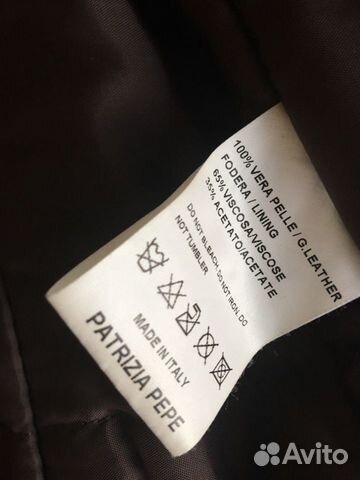 100% VERA PELLE / G.LEATHER
FODERA / LINING
65% VISCOSA/VISCOSE
35% ACETATO/ACETATE
DO NOT BLEACH, DO NOT IRON, DO
NOT TUMBLER
MADE IN ITALY
PATRIZIA PEPE
Avito